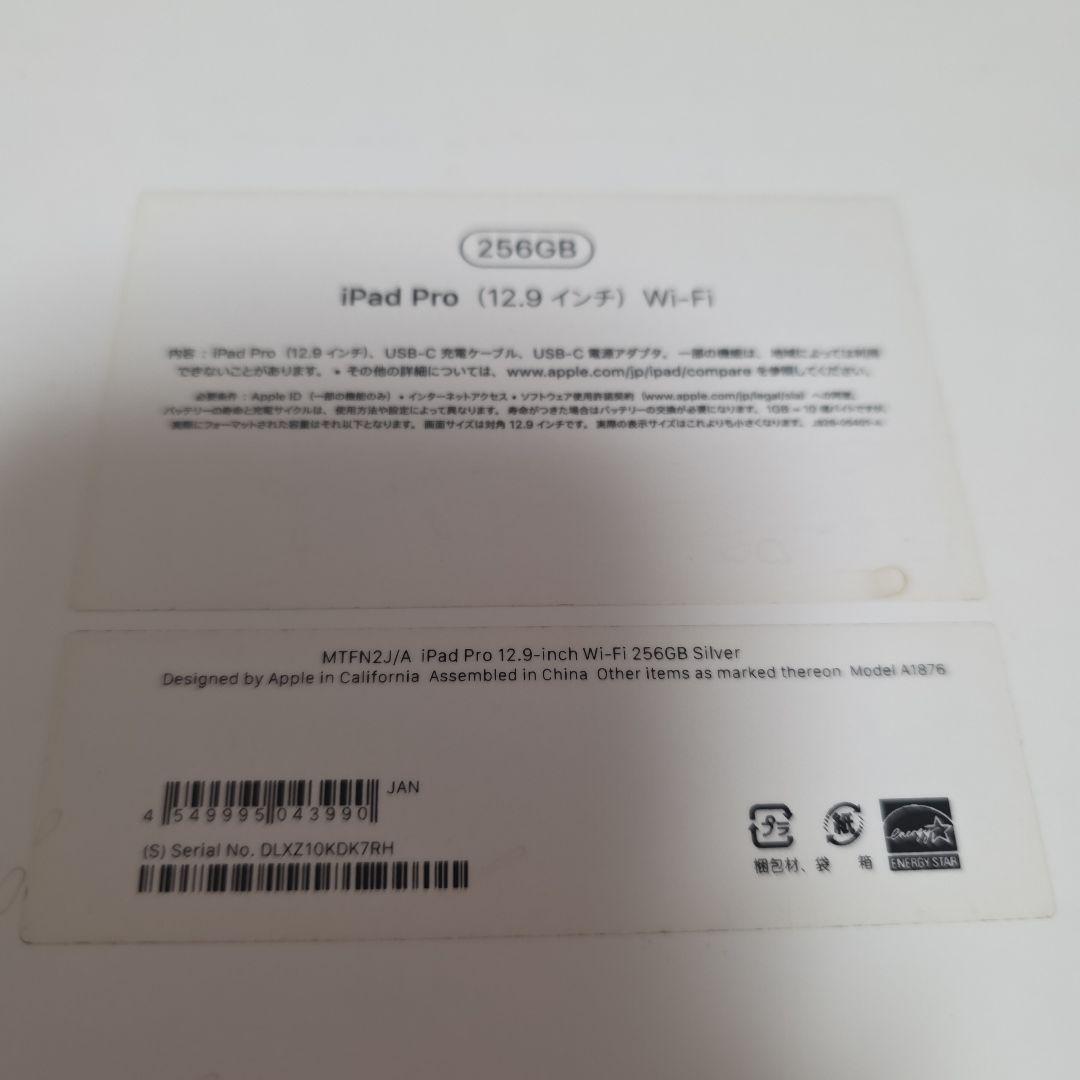 256GB
iPad Pro（12.9 インチ）Wi-Fi
内容：iPad Pro（12.9 インチ）、USB-C 充電ケーブル、USB-C 電源アダプタ。一部の機能は、地域によっては利用
できないことがあります。• その他の詳細については、www.apple.com/jp/ipad/compare を参照してください。
必要条件：Apple ID（一部の機能のみ）• インターネットアクセス • ソフトウェア使用許諾契約（www.apple.com/jp/legal/sla）への同意。
バッテリーの寿命と充電サイクルは、使用方法や設定によって異なります。寿命がつきた場合はバッテリーの交換が必要になります。1GB = 10 億バイトですが、
実際にフォーマットされた容量はそれ以下となります。画面サイズは対角 12.9 インチです。実際の表示サイズはこれよりも小さくなります。
MTFN2J/A iPad Pro 12.9-inch Wi-Fi 256GB Silver
Designed by Apple in California Assembled in China Other items as marked thereon Model A1876
JAN
4 549995 043990
(S) Serial No. DLXZ10KDK7RH
プラ
紙
energy
ENERGY STAR
梱包材、袋 箱